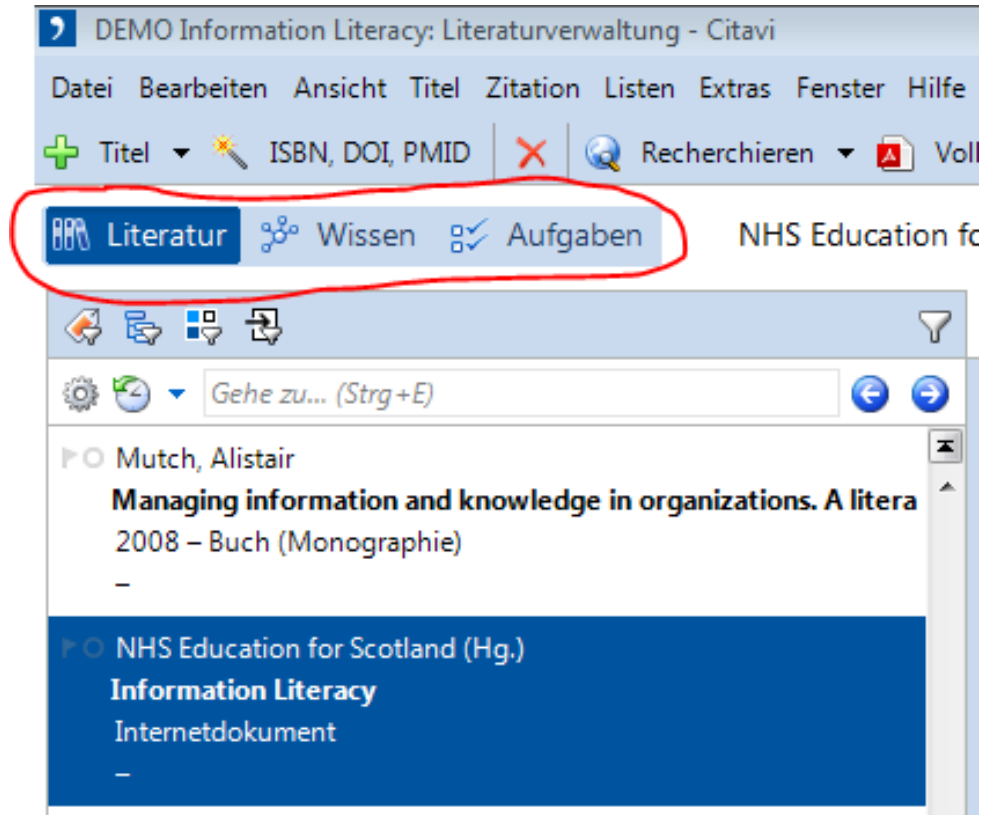 DEMO Information Literacy: Literaturverwaltung - Citavi
Datei Bearbeiten Ansicht Titel Zitation Listen Extras Fenster Hilfe
Titel ISBN, DOI, PMID Recherchieren Voll
Literatur Wissen Aufgaben NHS Education fo
Gehe zu... (Strg+E)
Mutch, Alistair
Managing information and knowledge in organizations. A litera
2008 – Buch (Monographie)
–
NHS Education for Scotland (Hg.)
Information Literacy
Internetdokument
–